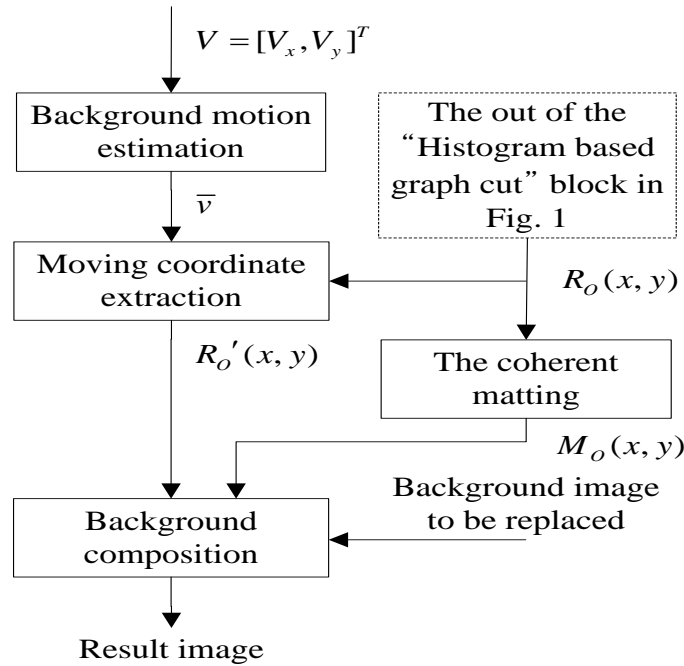 V = [V_x, V_y]^T
Background motion
estimation
The out of the
“Histogram based
graph cut” block in
Fig. 1
v̅
Moving coordinate
extraction
R_O(x, y)
R_O′(x, y)
The coherent
matting
M_O(x, y)
Background image
to be replaced
Background
composition
Result image